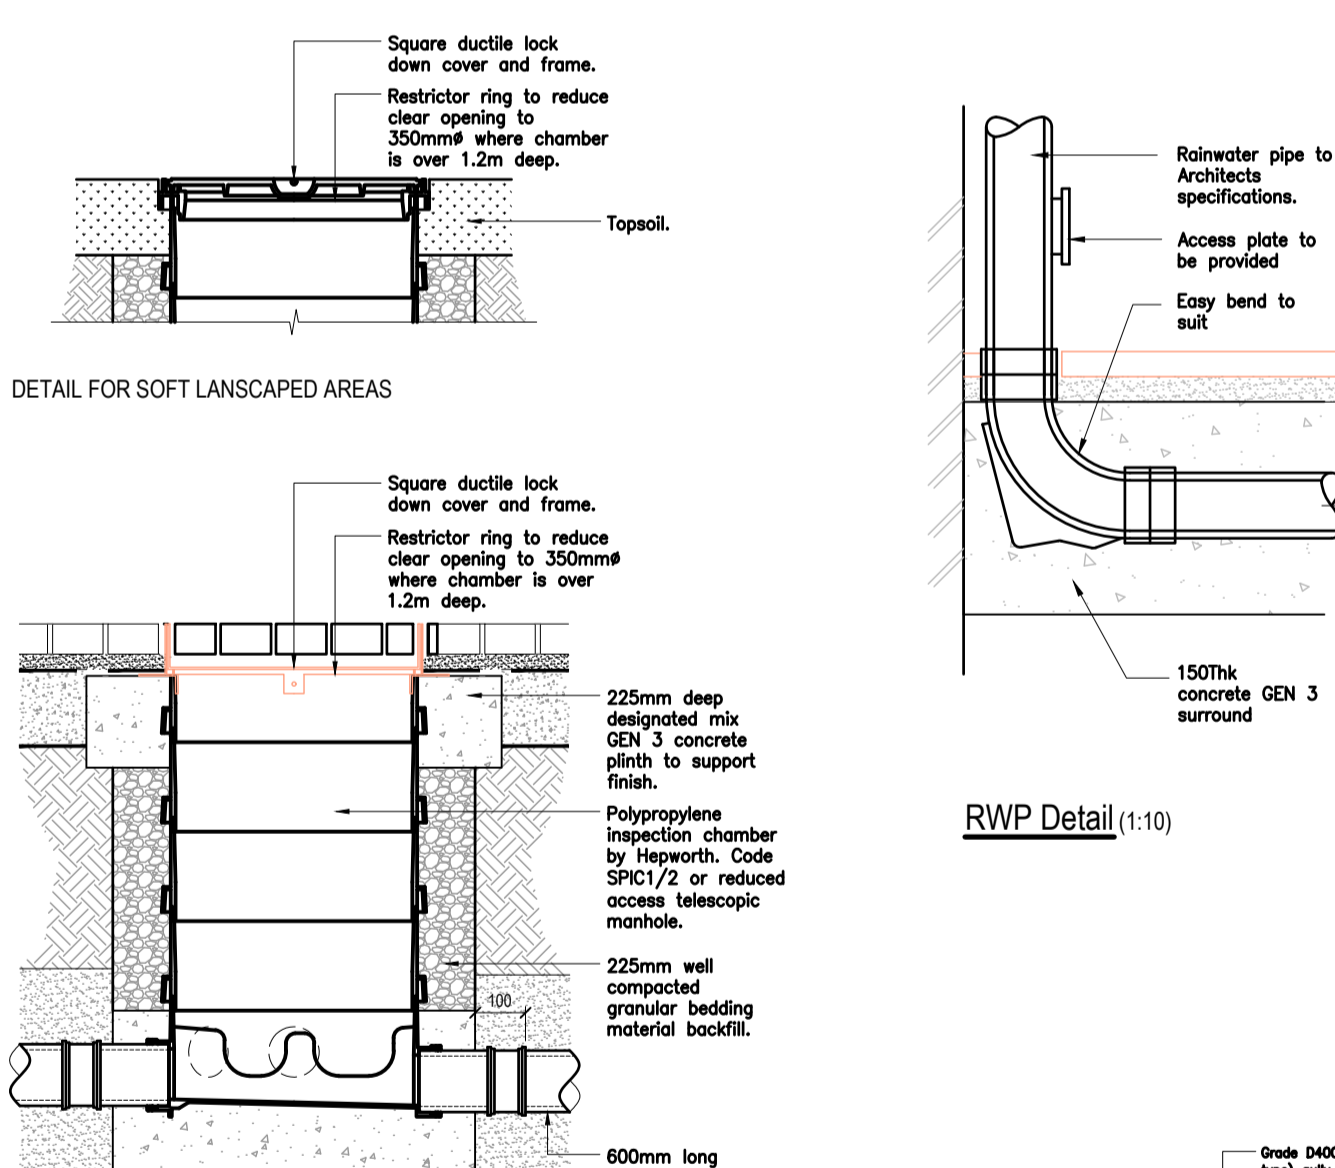 Square ductile lock
down cover and frame.
Restrictor ring to reduce
clear opening to
350mmø where chamber
is over 1.2m deep.
Topsoil.
DETAIL FOR SOFT LANSCAPED AREAS
Square ductile lock
down cover and frame.
Restrictor ring to reduce
clear opening to 350mmø
where chamber is over
1.2m deep.
225mm deep
designated mix
GEN 3 concrete
plinth to support
finish.
Polypropylene
inspection chamber
by Hepworth. Code
SPIC1/2 or reduced
access telescopic
manhole.
225mm well
compacted
granular bedding
material backfill.
100
600mm long
Rainwater pipe to
Architects
specifications.
Access plate to
be provided
Easy bend to
suit
150Thk
concrete GEN 3
surround
RWP Detail (1:10)
Grade D400